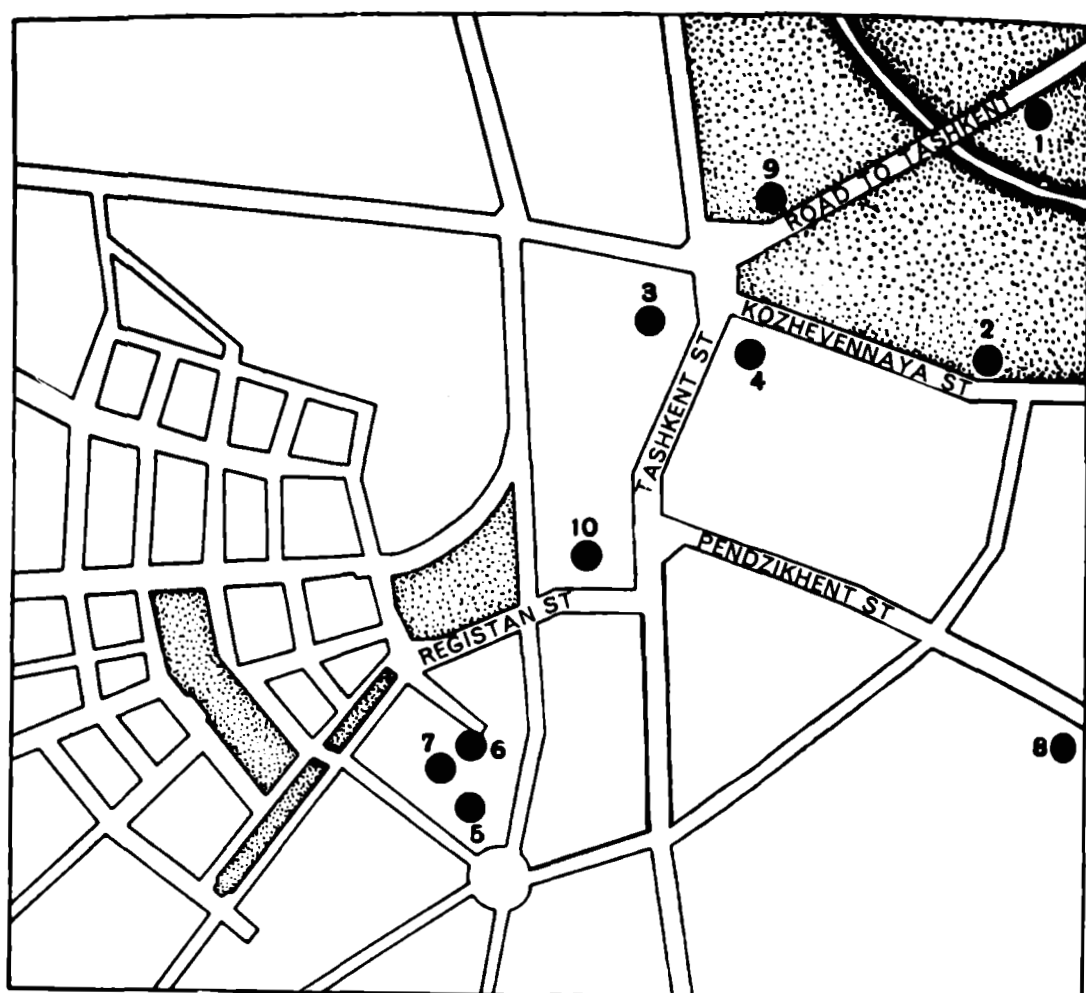 1
9
ROAD TO TASHKENT
3
KOZHEVENNAYA ST
2
4
TASHKENT ST
10
PENDZIKHENT ST
REGISTAN ST
7
6
8
5